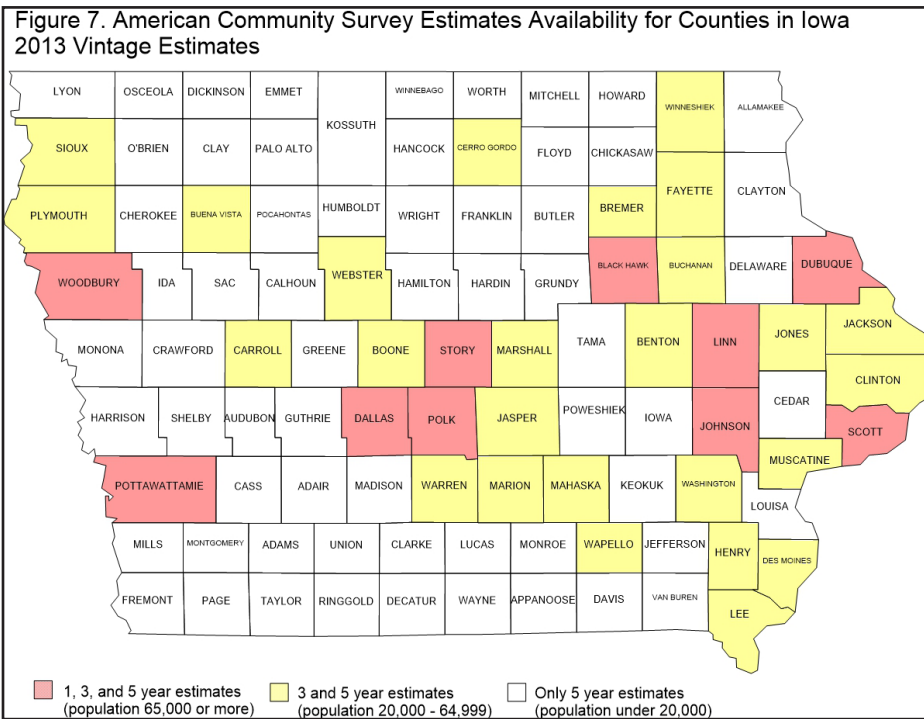 Figure 7. American Community Survey Estimates Availability for Counties in Iowa
2013 Vintage Estimates
LYON OSCEOLA DICKINSON EMMET WINNEBAGO WORTH MITCHELL HOWARD WINNESHIEK ALLAMAKEE
KOSSUTH
SIOUX O'BRIEN CLAY PALO ALTO HANCOCK CERRO GORDO FLOYD CHICKASAW
PLYMOUTH CHEROKEE BUENA VISTA POCAHONTAS HUMBOLDT WRIGHT FRANKLIN BUTLER BREMER FAYETTE CLAYTON
WOODBURY IDA SAC CALHOUN WEBSTER HAMILTON HARDIN GRUNDY BLACK HAWK BUCHANAN DELAWARE DUBUQUE
MONONA CRAWFORD CARROLL GREENE BOONE STORY MARSHALL TAMA BENTON LINN JONES JACKSON
CLINTON
HARRISON SHELBY AUDUBON GUTHRIE DALLAS POLK JASPER POWESHIEK IOWA JOHNSON CEDAR SCOTT
MUSCATINE
POTTAWATTAMIE CASS ADAIR MADISON WARREN MARION MAHASKA KEOKUK WASHINGTON LOUISA
MILLS MONTGOMERY ADAMS UNION CLARKE LUCAS MONROE WAPELLO JEFFERSON HENRY DES MOINES
FREMONT PAGE TAYLOR RINGGOLD DECATUR WAYNE APPANOOSE DAVIS VAN BUREN LEE
1, 3, and 5 year estimates
(population 65,000 or more)
3 and 5 year estimates
(population 20,000 - 64,999)
Only 5 year estimates
(population under 20,000)